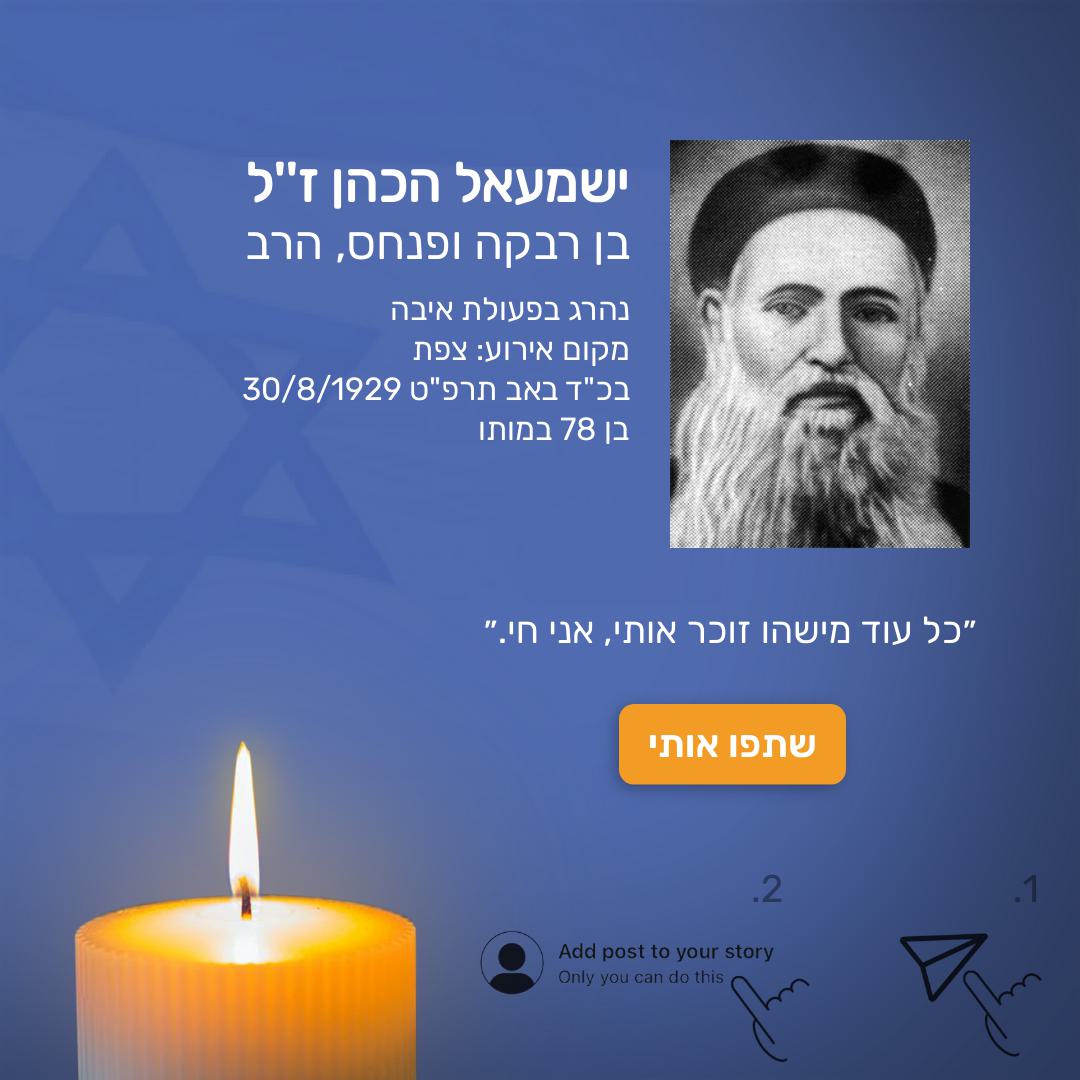 ישמעאל הכהן ז"ל
בן רבקה ופנחס, הרב
נהרג בפעולת איבה
מקום אירוע: צפת
בכ"ד באב תרפ"ט 30/8/1929
בן 78 במותו
״כל עוד מישהו זוכר אותי, אני חי.״
שתפו אותי
1.
2.
Add post to your story
Only you can do this